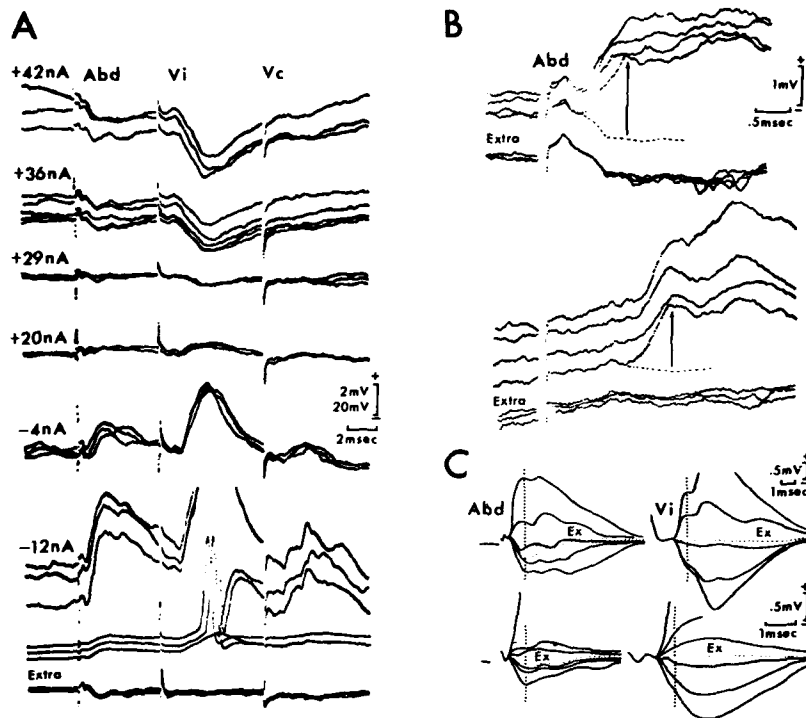 A
+42nA Abd Vi Vc
+36nA
+29nA
+20nA
+
2mV
20mV
−
2msec
−4nA
−12nA
Extra
B
Abd
+
1mV
−
.5msec
Extra
Extra
C
Abd Vi
+
.5mV
1msec
Ex Ex
+
.5mV
1msec
Ex Ex